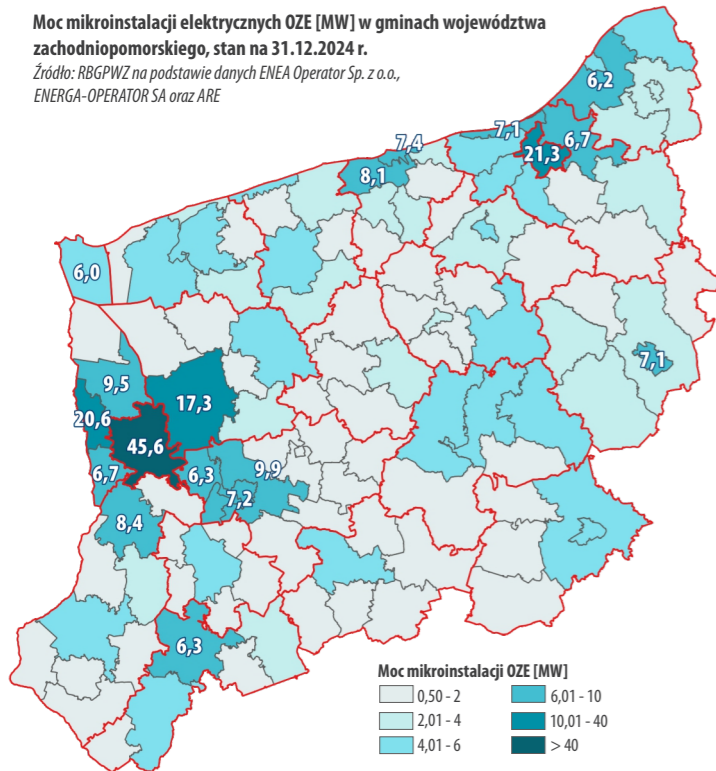 Moc mikroinstalacji elektrycznych OZE [MW] w gminach województwa
zachodniopomorskiego, stan na 31.12.2024 r.
Źródło: RBGPWZ na podstawie danych ENEA Operator Sp. z o.o.,
ENERGA-OPERATOR SA oraz ARE
6,2
7,1
6,7
7,4
21,3
8,1
6,0
7,1
9,5
17,3
20,6
45,6
6,7
6,3
9,9
7,2
8,4
6,3
Moc mikroinstalacji OZE [MW]
0,50 - 2
2,01 - 4
4,01 - 6
6,01 - 10
10,01 - 40
> 40